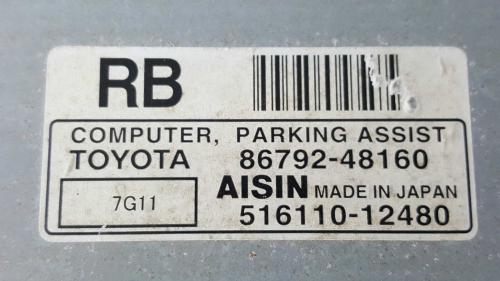 RB
COMPUTER, PARKING ASSIST
TOYOTA 86792-48160
7G11
AISIN MADE IN JAPAN
516110-12480